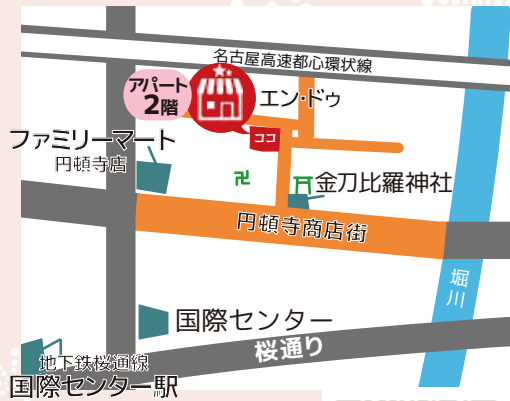 名古屋高速都心環状線
アパート
2階
エン・ドゥ
ココ
ファミリーマート
円頓寺店
金刀比羅神社
円頓寺商店街
堀川
国際センター
桜通り
地下鉄桜通線
国際センター駅